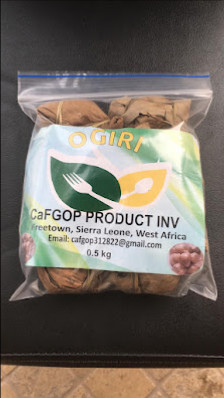 OGIRI
CaFGOP PRODUCT INV
Freetown, Sierra Leone, West Africa
Email: cafgop312822@gmail.com
0.5 kg